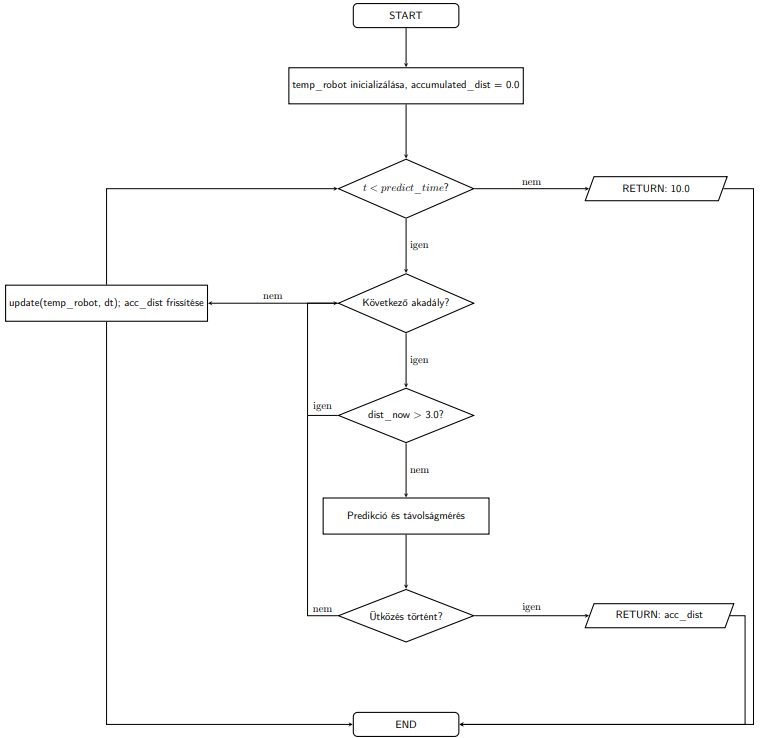 START
temp_robot inicializálása, accumulated_dist = 0.0
t < predict_time?
nem
RETURN: 10.0
igen
update(temp_robot, dt); acc_dist frissítése
nem
Következő akadály?
igen
igen
dist_now > 3.0?
nem
Predikció és távolságmérés
nem
Ütközés történt?
igen
RETURN: acc_dist
END